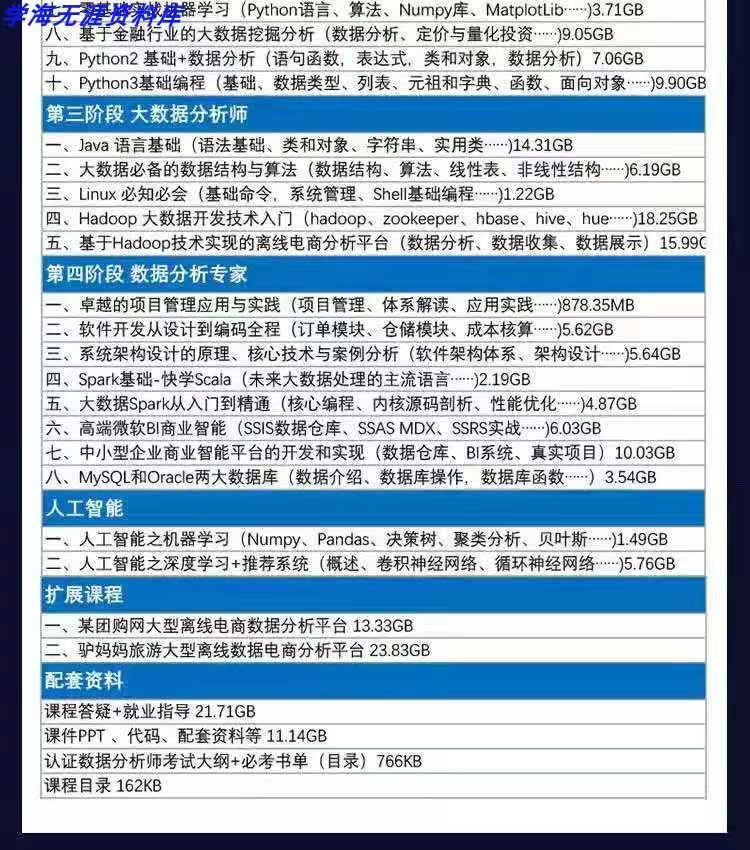 学海无涯资料库
器学习（Python语言、算法、Numpy库、MatplotLib……)3.71GB
八、基于金融行业的大数据挖掘分析（数据分析、定价与量化投资……)9.05GB
九、Python2 基础+数据分析（语句函数，表达式，类和对象，数据分析）7.06GB
十、Python3基础编程（基础、数据类型、列表、元祖和字典、函数、面向对象……)9.90GB
第三阶段 大数据分析师
一、Java 语言基础（语法基础、类和对象、字符串、实用类……)14.31GB
二、大数据必备的数据结构与算法（数据结构、算法、线性表、非线性结构……)6.19GB
三、Linux 必知必会（基础命令，系统管理、Shell基础编程……)1.22GB
四、Hadoop 大数据开发技术入门（hadoop、zookeeper、hbase、hive、hue……)18.25GB
五、基于Hadoop技术实现的离线电商分析平台（数据分析、数据收集、数据展示）15.99G
第四阶段 数据分析专家
一、卓越的项目管理应用与实践（项目管理、体系解读、应用实践……)878.35MB
二、软件开发从设计到编码全程（订单模块、仓储模块、成本核算……)5.62GB
三、系统架构设计的原理、核心技术与案例分析（软件架构体系、架构设计……)5.64GB
四、Spark基础-快学Scala（未来大数据处理的主流语言……)2.19GB
五、大数据Spark从入门到精通（核心编程、内核源码剖析、性能优化……)4.87GB
六、高端微软BI商业智能（SSIS数据仓库、SSAS MDX、SSRS实战……)6.03GB
七、中小型企业商业智能平台的开发和实现（数据仓库、BI系统、真实项目）10.03GB
八、MySQL和Oracle两大数据库（数据介绍、数据库操作，数据库函数……）3.54GB
人工智能
一、人工智能之机器学习（Numpy、Pandas、决策树、聚类分析、贝叶斯……)1.49GB
二、人工智能之深度学习+推荐系统（概述、卷积神经网络、循环神经网络……)5.76GB
扩展课程
一、某团购网大型离线电商数据分析平台 13.33GB
二、驴妈妈旅游大型离线数据电商分析平台 23.83GB
配套资料
课程答疑+就业指导 21.71GB
课件PPT 、代码、配套资料等 11.14GB
认证数据分析师考试大纲+必考书单（目录）766KB
课程目录 162KB